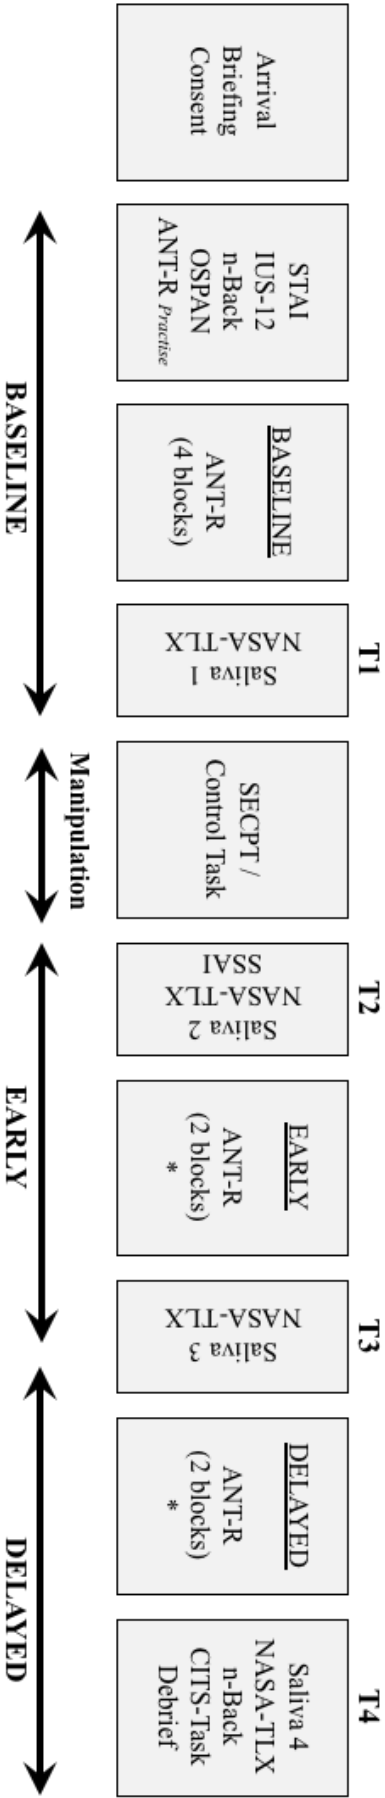 Arrival
Briefing
Consent
STAI
IUS-12
n-Back
OSPAN
ANT-R Practise
BASELINE
ANT-R
(4 blocks)
T1
Saliva 1
NASA-TLX
SECPT /
Control Task
T2
Saliva 2
NASA-TLX
SSAI
EARLY
ANT-R
(2 blocks)
*
T3
Saliva 3
NASA-TLX
DELAYED
ANT-R
(2 blocks)
*
T4
Saliva 4
NASA-TLX
n-Back
CITS-Task
Debrief
BASELINE
Manipulation
EARLY
DELAYED